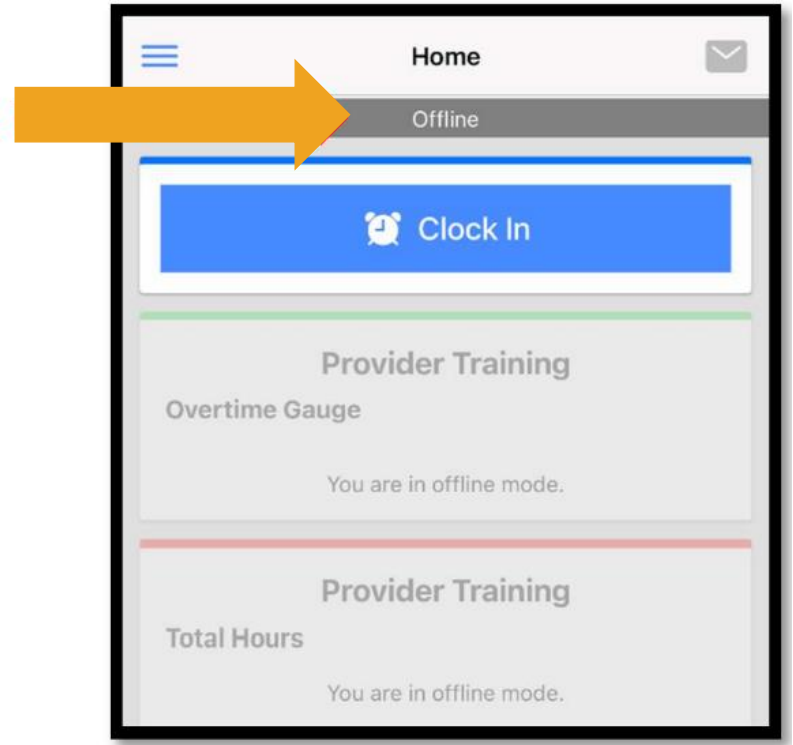 Home
Offline
Clock In
Provider Training
Overtime Gauge
You are in offline mode.
Provider Training
Total Hours
You are in offline mode.